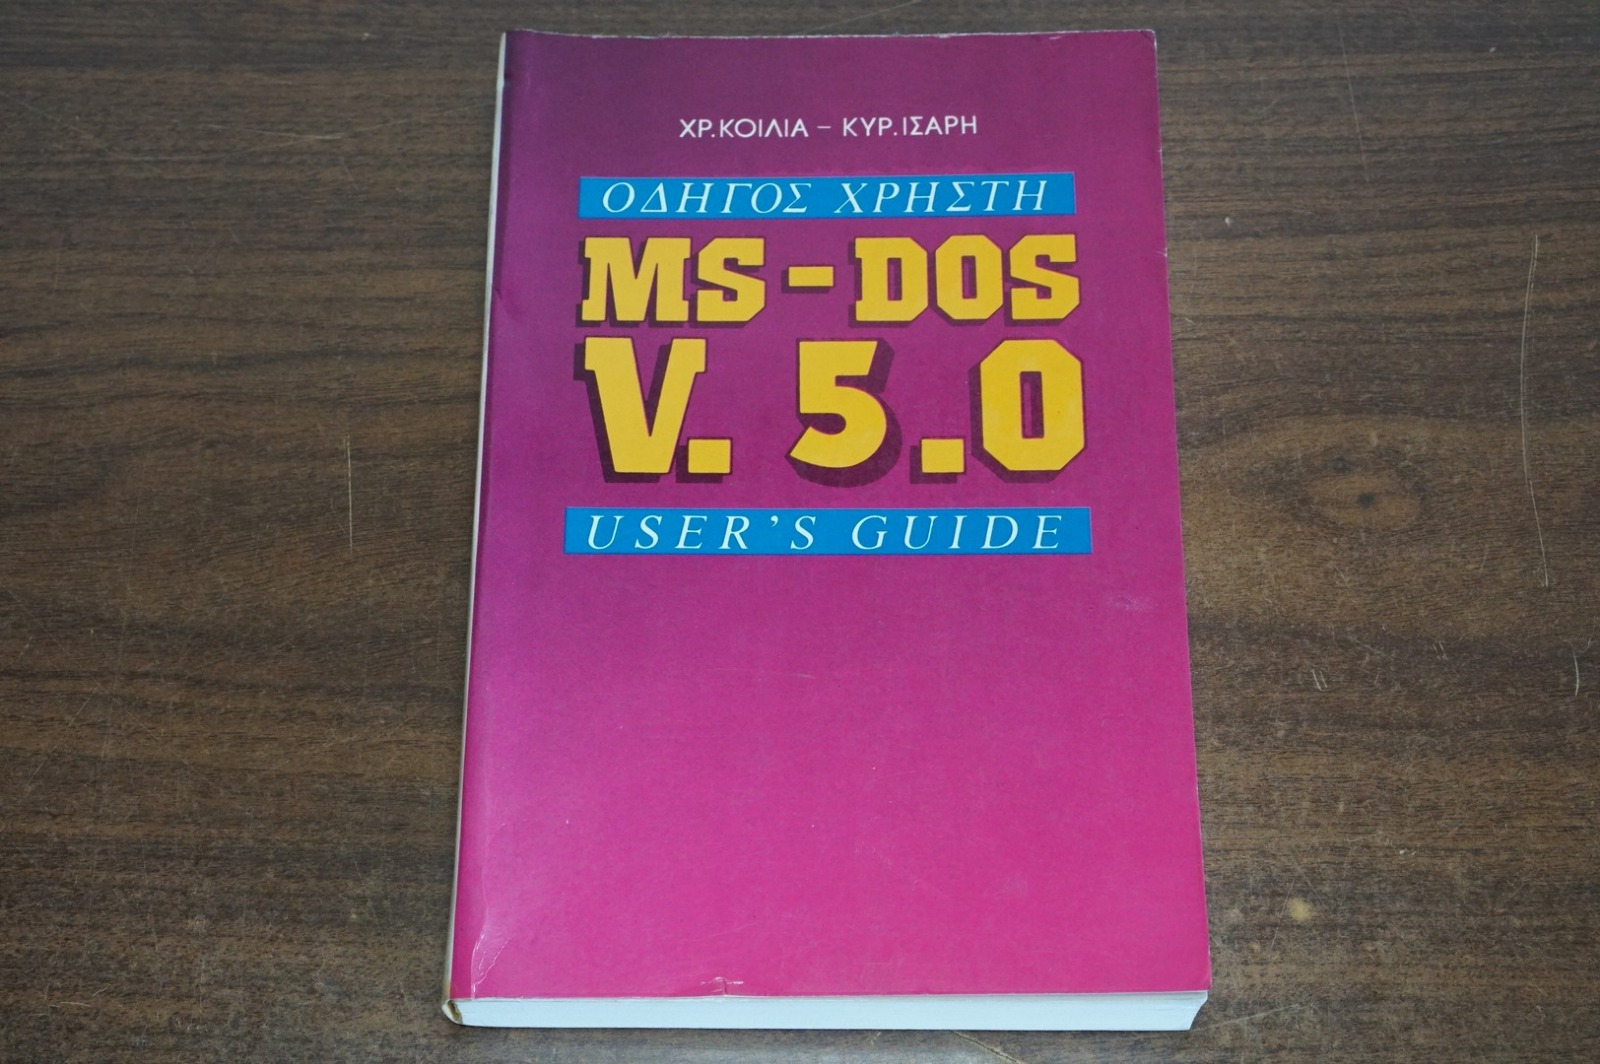 ΧΡ.ΚΟΙΛΙΑ – ΚΥΡ.ΙΣΑΡΗ
ΟΔΗΓΟΣ ΧΡΗΣΤΗ
MS-DOS
V. 5.0
USER'S GUIDE